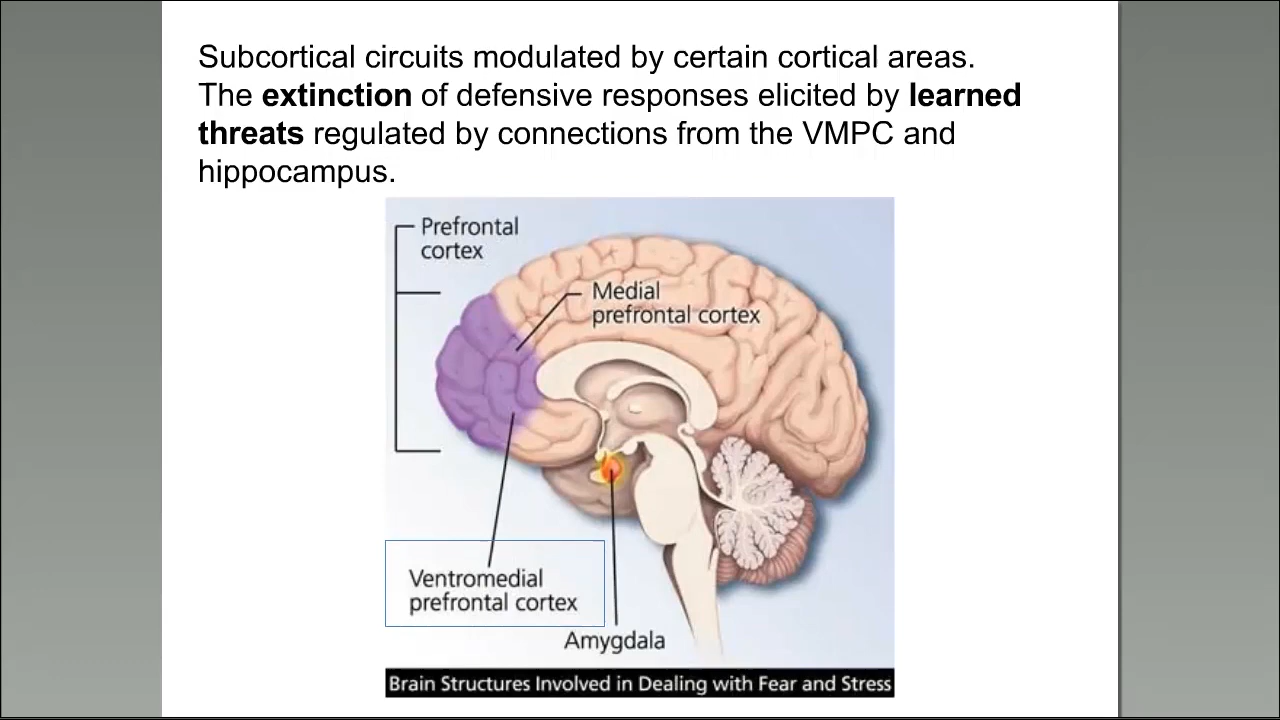 Subcortical circuits modulated by certain cortical areas.
The extinction of defensive responses elicited by learned
threats regulated by connections from the VMPC and
hippocampus.
Prefrontal
cortex
Medial
prefrontal cortex
Ventromedial
prefrontal cortex
Amygdala
Brain Structures Involved in Dealing with Fear and Stress